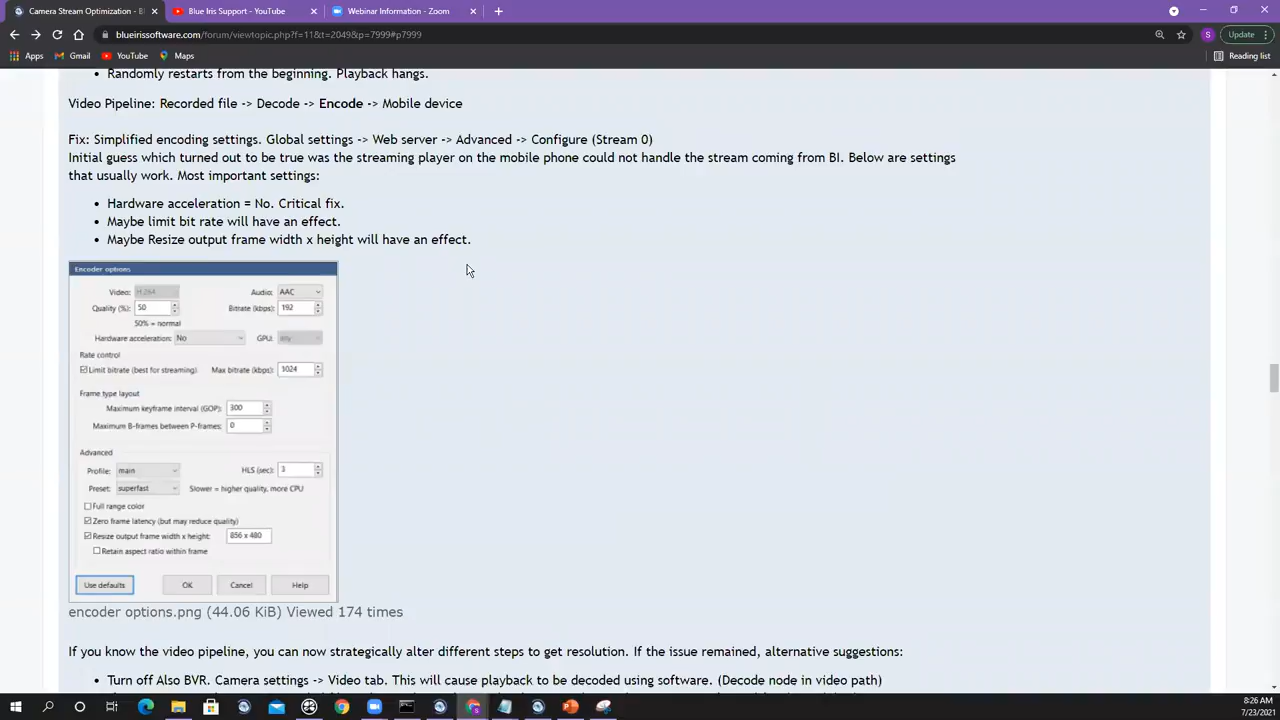 Camera Stream Optimization - Bl
Blue Iris Support - YouTube
Webinar Information - Zoom
blueirissoftware.com/forum/viewtopic.php?f=11&t=2049&p=7999#p7999
S
Update
Apps
Gmail
YouTube
Maps
Reading list
• Randomly restarts from the beginning. Playback hangs.
Video Pipeline: Recorded file -> Decode -> Encode -> Mobile device
Fix: Simplified encoding settings. Global settings -> Web server -> Advanced -> Configure (Stream 0)
Initial guess which turned out to be true was the streaming player on the mobile phone could not handle the stream coming from BI. Below are settings
that usually work. Most important settings:
• Hardware acceleration = No. Critical fix.
• Maybe limit bit rate will have an effect.
• Maybe Resize output frame width x height will have an effect.
Encoder options
Video: H.264 Audio: AAC
Quality (%): 50 Bitrate (kbps): 192
50% = normal
Hardware acceleration: No GPU: any
Rate control
Limit bitrate (best for streaming) Max bitrate (kbps): 1024
Frame type layout
Maximum keyframe interval (GOP): 300
Maximum B-frames between P-frames: 0
Advanced
Profile: main HLS (sec): 3
Preset: superfast Slower = higher quality, more CPU
Full range color
Zero frame latency (but may reduce quality)
Resize output frame width x height: 856 x 480
Retain aspect ratio within frame
Use defaults OK Cancel Help
encoder options.png (44.06 KiB) Viewed 174 times
If you know the video pipeline, you can now strategically alter different steps to get resolution. If the issue remained, alternative suggestions:
• Turn off Also BVR. Camera settings -> Video tab. This will cause playback to be decoded using software. (Decode node in video path)
8:26 AM
7/23/2021